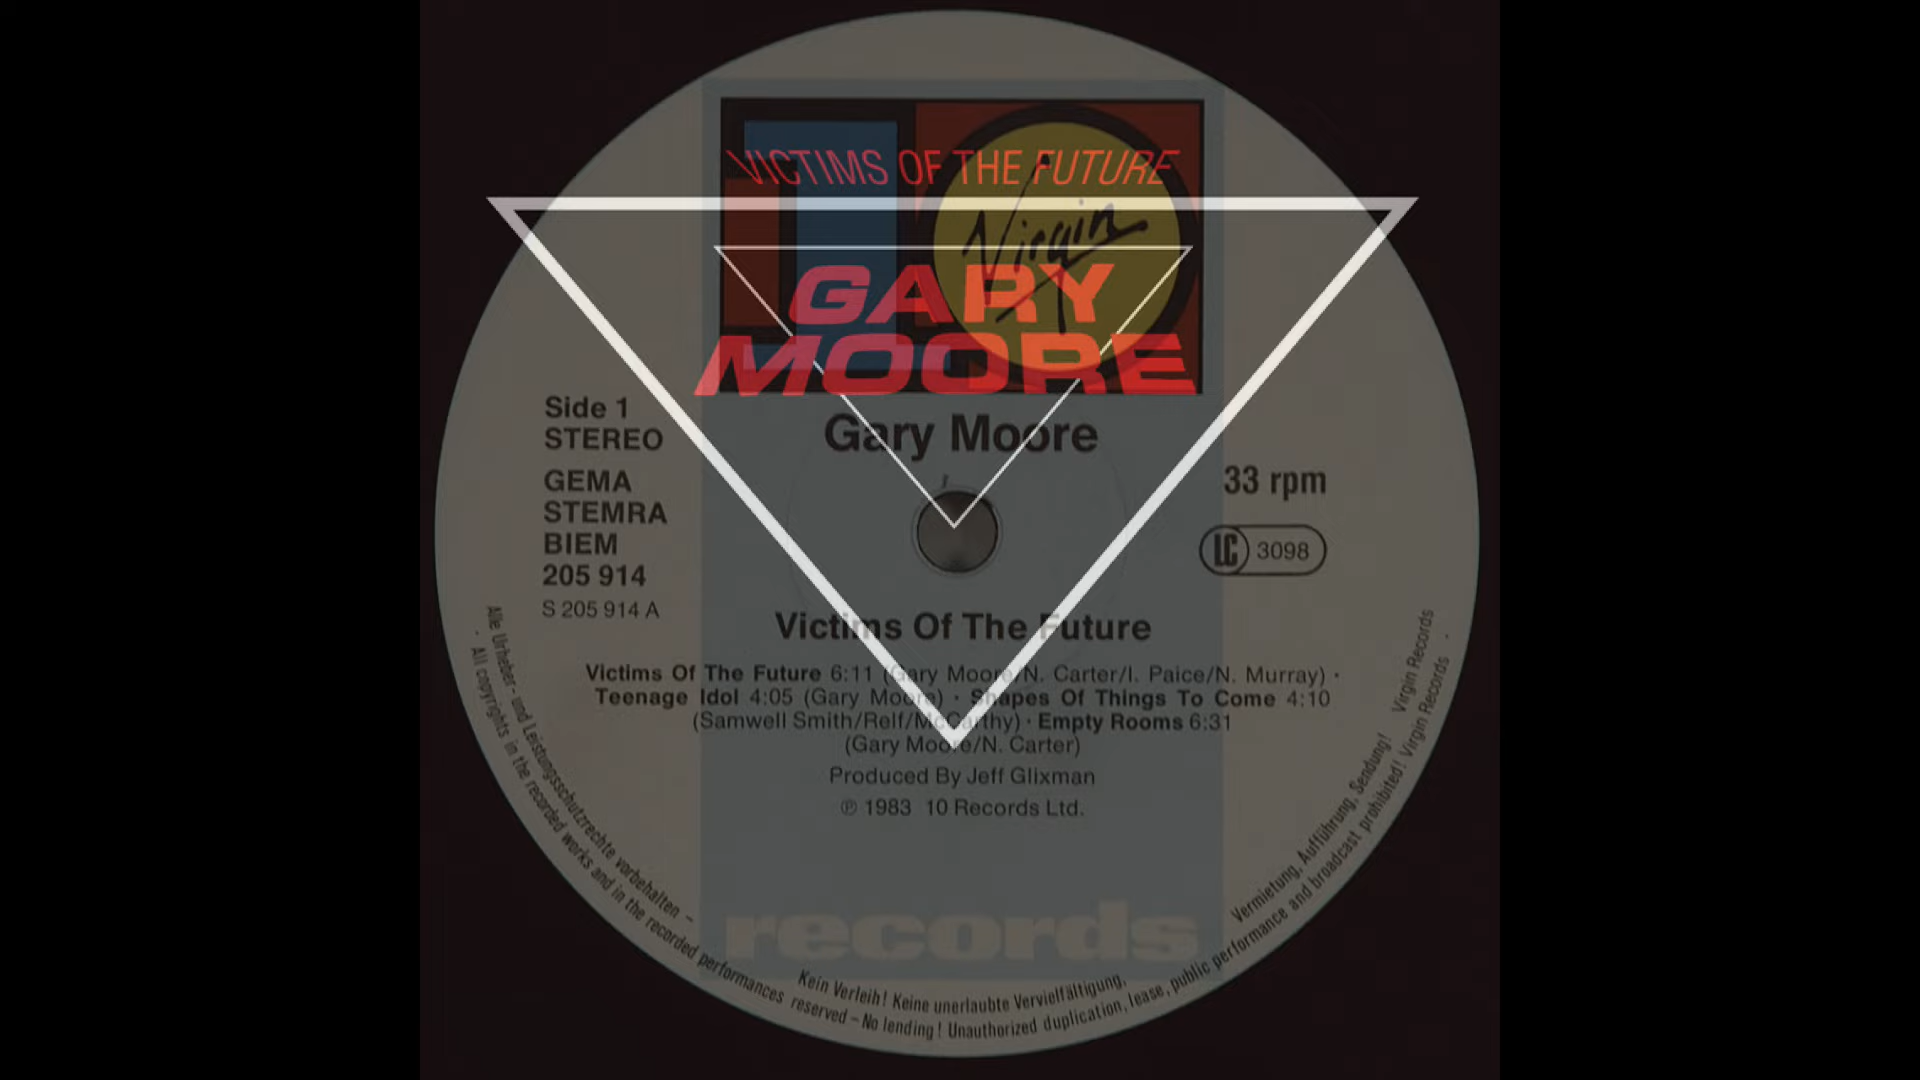 VICTIMS OF THE FUTURE
Virgin
GARY
MOORE
Side 1
STEREO
GEMA
STEMRA
BIEM
205 914
S 205 914 A
Gary Moore
33 rpm
LC 3098
Victims Of The Future
Victims Of The Future 6:11 (Gary Moore/N. Carter/I. Paice/N. Murray) ·
Teenage Idol 4:05 (Gary Moore) · Shapes Of Things To Come 4:10
(Samwell Smith/Relf/McCarthy) · Empty Rooms 6:31
(Gary Moore/N. Carter)
Produced By Jeff Glixman
℗ 1983 10 Records Ltd.
records
Alle Urheber- und Leistungsschutzrechte vorbehalten – Kein Verleih! Keine unerlaubte Vervielfältigung, Vermietung, Aufführung, Sendung! Virgin Records
· All copyrights in the recorded works and in the recorded performances reserved – No lending! Unauthorized duplication, lease, public performance and broadcast prohibited! Virgin Records ·